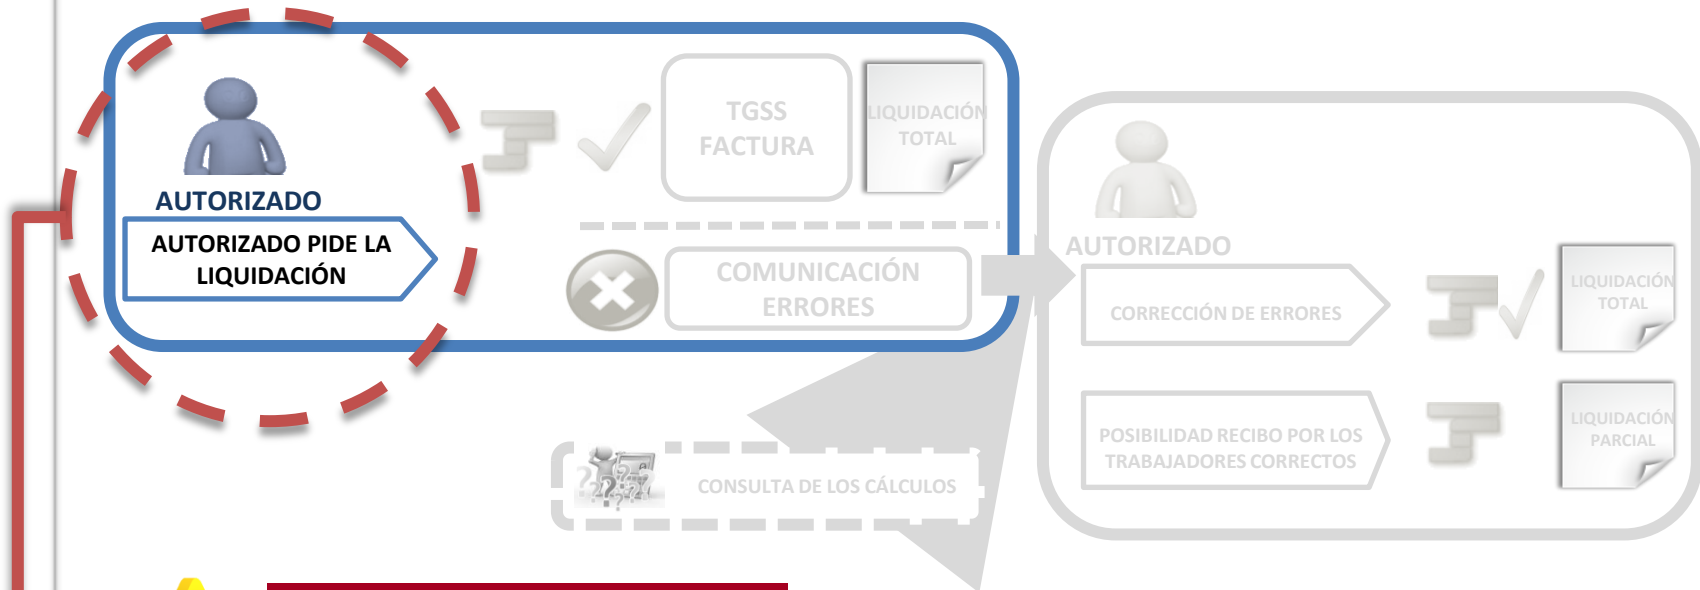 AUTORIZADO
AUTORIZADO PIDE LA
LIQUIDACIÓN
TGSS
FACTURA
LIQUIDACIÓN
TOTAL
COMUNICACIÓN
ERRORES
CONSULTA DE LOS CÁLCULOS
AUTORIZADO
CORRECCIÓN DE ERRORES
LIQUIDACIÓN
TOTAL
POSIBILIDAD RECIBO POR LOS
TRABAJADORES CORRECTOS
LIQUIDACIÓN
PARCIAL